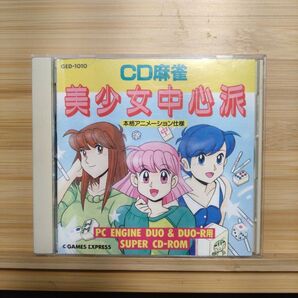 GED-1010
CD麻雀
美少女中心派
本格アニメーション仕様
PC ENGINE DUO & DUO-R用
SUPER CD-ROM
GAMES EXPRESS